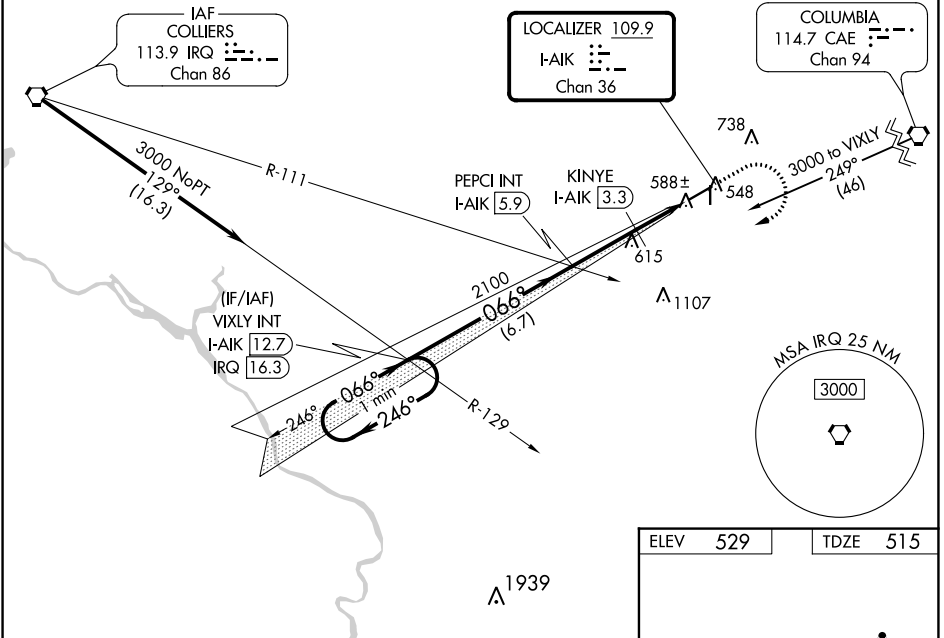 IAF
COLLIERS
113.9 IRQ
Chan 86
LOCALIZER 109.9
I-AIK
Chan 36
COLUMBIA
114.7 CAE
Chan 94
738
3000 NoPT
129°
(16.3)
R-111
PEPCI INT
I-AIK 5.9
KINYE
I-AIK 3.3
588±
548
3000 to VIXLY
249°
(46)
615
1107
2100
066°
(6.7)
(IF/IAF)
VIXLY INT
I-AIK 12.7
IRQ 16.3
246°
066°
1 min
246°
R-129
MSA IRQ 25 NM
3000
1939
ELEV 529
TDZE 515